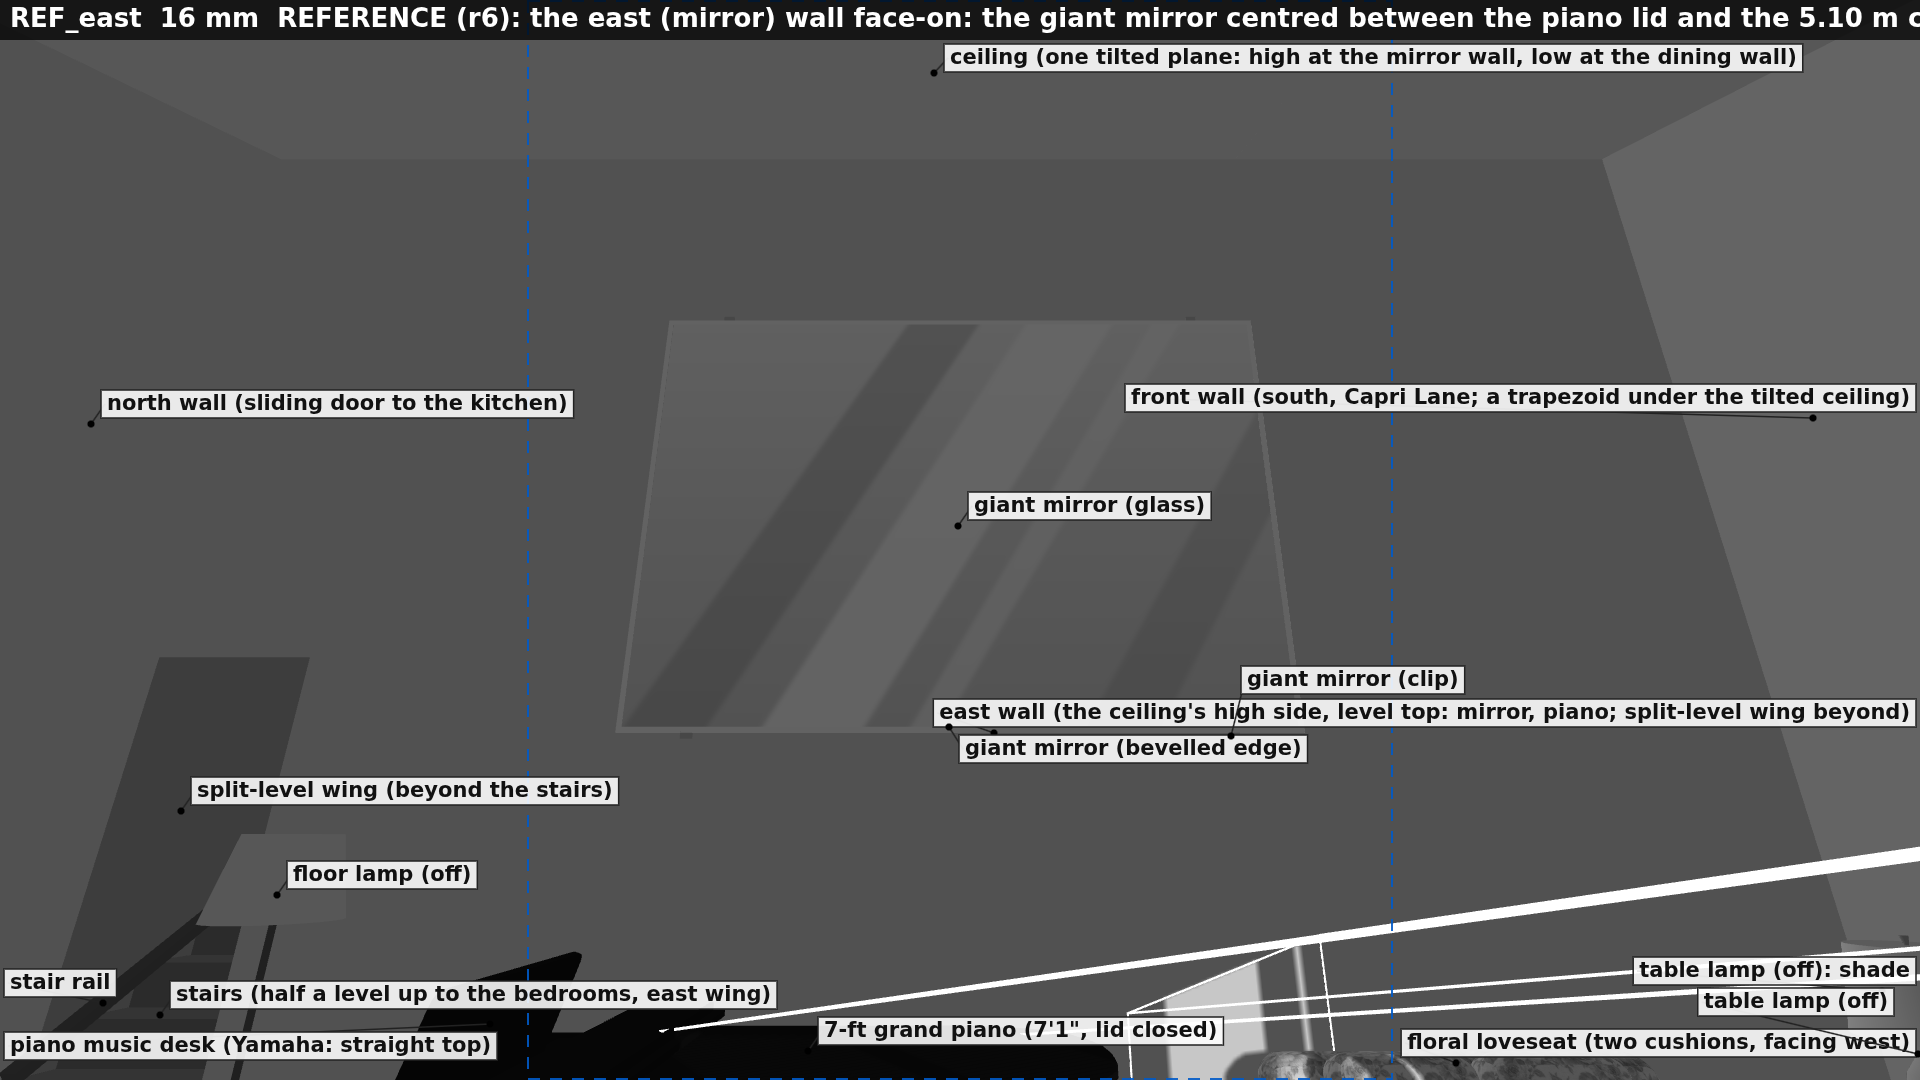 REF_east  16 mm  REFERENCE (r6): the east (mirror) wall face-on: the giant mirror centred between the piano lid and the 5.10 m
ceiling (one tilted plane: high at the mirror wall, low at the dining wall)
front wall (south, Capri Lane; a trapezoid under the tilted ceiling)
north wall (sliding door to the kitchen)
giant mirror (glass)
giant mirror (clip)
east wall (the ceiling's high side, level top: mirror, piano; split-level wing beyond)
giant mirror (bevelled edge)
split-level wing (beyond the stairs)
floor lamp (off)
table lamp (off): shade
stair rail
stairs (half a level up to the bedrooms, east wing)
table lamp (off)
7-ft grand piano (7'1", lid closed)
floral loveseat (two cushions, facing west)
piano music desk (Yamaha: straight top)